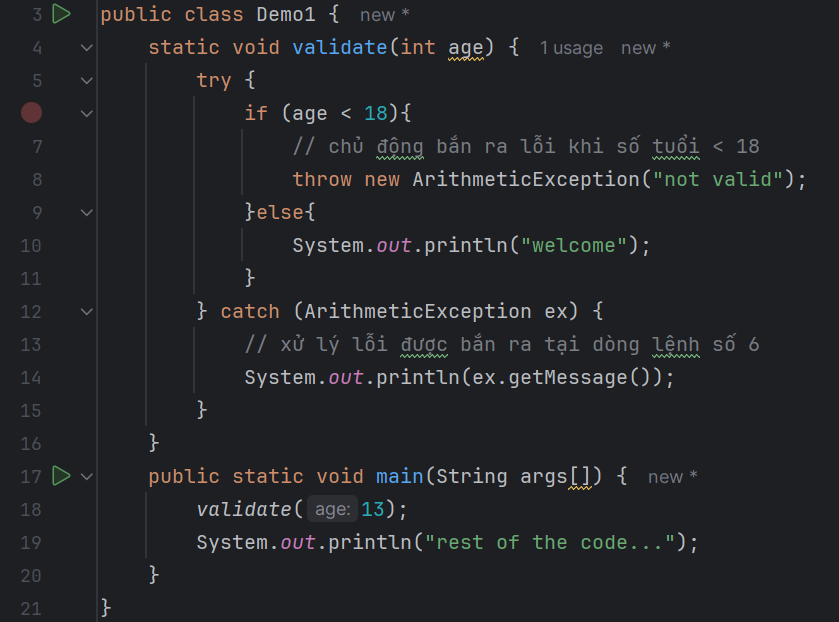 3 public class Demo1 { new *
4 static void validate(int age) { 1 usage new *
5 try {
if (age < 18){
7 // chủ động bắn ra lỗi khi số tuổi < 18
8 throw new ArithmeticException("not valid");
9 }else{
10 System.out.println("welcome");
11 }
12 } catch (ArithmeticException ex) {
13 // xử lý lỗi được bắn ra tại dòng lệnh số 6
14 System.out.println(ex.getMessage());
15 }
16 }
17 public static void main(String args[]) { new *
18 validate( age: 13);
19 System.out.println("rest of the code...");
20 }
21 }